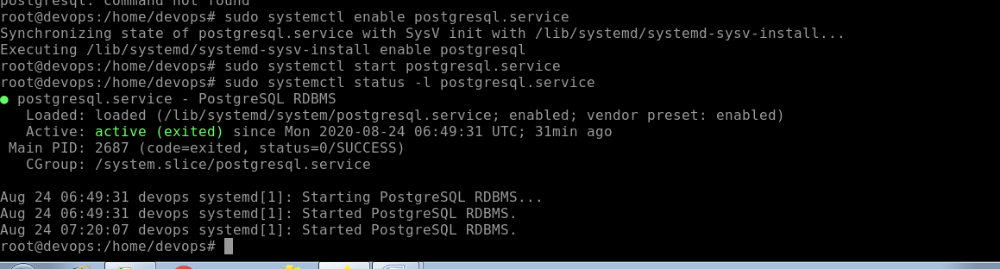 postgresql: command not found
root@devops:/home/devops# sudo systemctl enable postgresql.service
Synchronizing state of postgresql.service with SysV init with /lib/systemd/systemd-sysv-install...
Executing /lib/systemd/systemd-sysv-install enable postgresql
root@devops:/home/devops# sudo systemctl start postgresql.service
root@devops:/home/devops# sudo systemctl status -l postgresql.service
● postgresql.service - PostgreSQL RDBMS
   Loaded: loaded (/lib/systemd/system/postgresql.service; enabled; vendor preset: enabled)
   Active: active (exited) since Mon 2020-08-24 06:49:31 UTC; 31min ago
 Main PID: 2687 (code=exited, status=0/SUCCESS)
   CGroup: /system.slice/postgresql.service

Aug 24 06:49:31 devops systemd[1]: Starting PostgreSQL RDBMS...
Aug 24 06:49:31 devops systemd[1]: Started PostgreSQL RDBMS.
Aug 24 07:20:07 devops systemd[1]: Started PostgreSQL RDBMS.
root@devops:/home/devops#